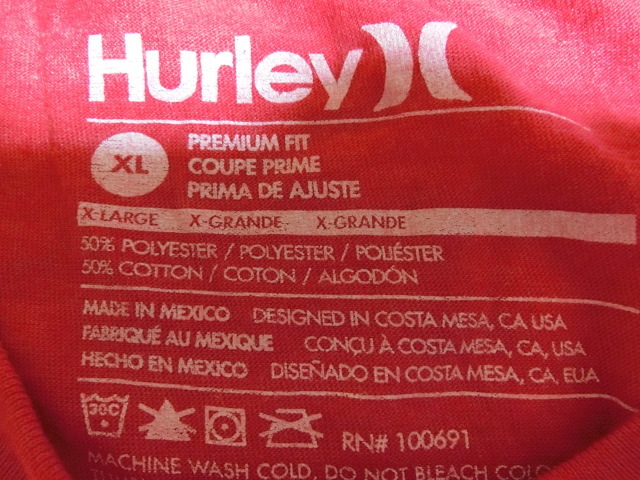 Hurley
XL
PREMIUM FIT
COUPE PRIME
PRIMA DE AJUSTE
X-LARGE X-GRANDE X-GRANDE
50% POLYESTER / POLYESTER / POLIÉSTER
50% COTTON / COTON / ALGODÓN
MADE IN MEXICO DESIGNED IN COSTA MESA, CA USA
FABRIQUÉ AU MEXIQUE CONÇU À COSTA MESA, CA, USA
HECHO EN MEXICO DISEÑADO EN COSTA MESA, CA, EUA
30C
RN# 100691
MACHINE WASH COLD, DO NOT BLEACH